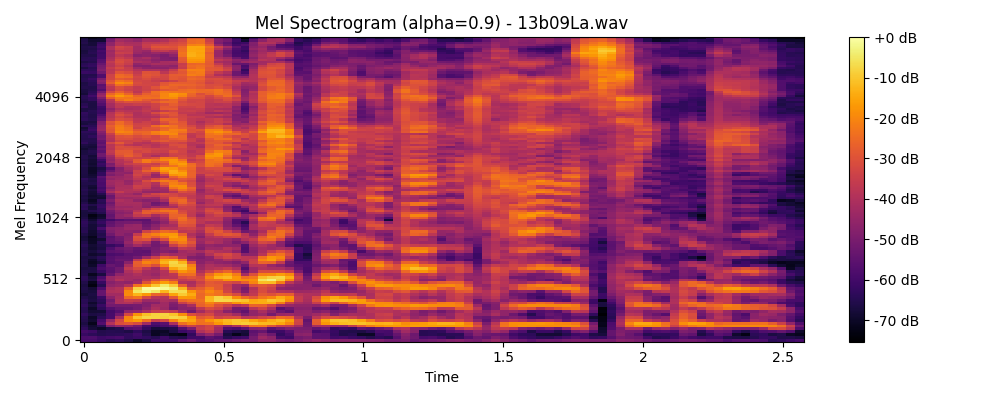 Mel Spectrogram (alpha=0.9) - 13b09La.wav
Mel Frequency
4096
2048
1024
512
0
0
0.5
1
1.5
2
2.5
Time
+0 dB
-10 dB
-20 dB
-30 dB
-40 dB
-50 dB
-60 dB
-70 dB